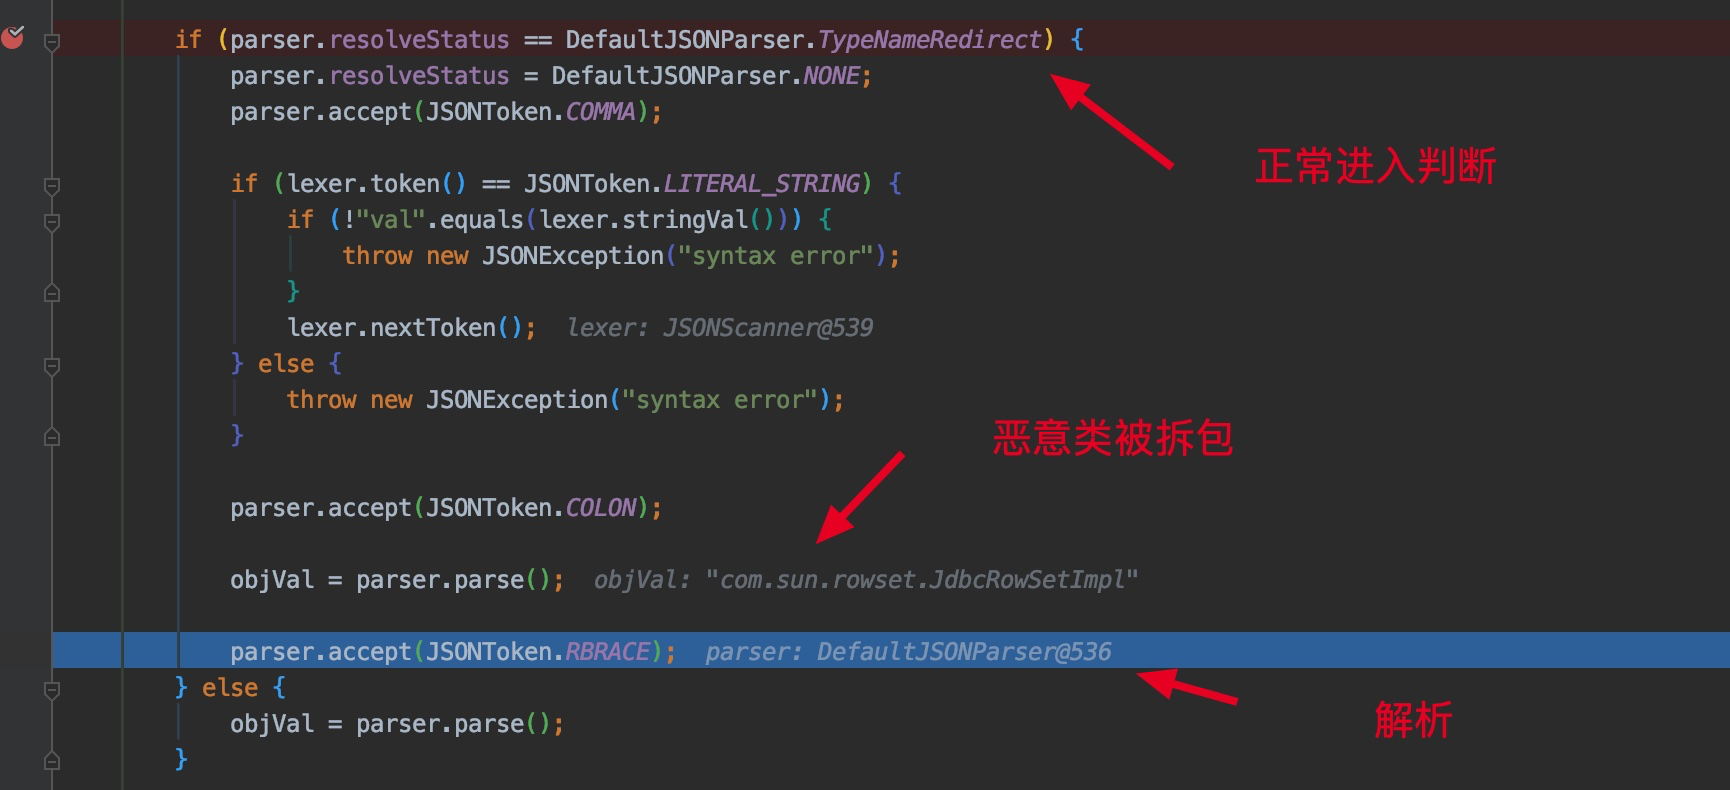 if (parser.resolveStatus == DefaultJSONParser.TypeNameRedirect) {
parser.resolveStatus = DefaultJSONParser.NONE;
parser.accept(JSONToken.COMMA);
正常进入判断
if (lexer.token() == JSONToken.LITERAL_STRING) {
if (!"val".equals(lexer.stringVal())) {
throw new JSONException("syntax error");
}
lexer.nextToken(); lexer: JSONScanner@539
} else {
throw new JSONException("syntax error");
}
恶意类被拆包
parser.accept(JSONToken.COLON);
objVal = parser.parse(); objVal: "com.sun.rowset.JdbcRowSetImpl"
parser.accept(JSONToken.RBRACE); parser: DefaultJSONParser@536
} else {
解析
objVal = parser.parse();
}